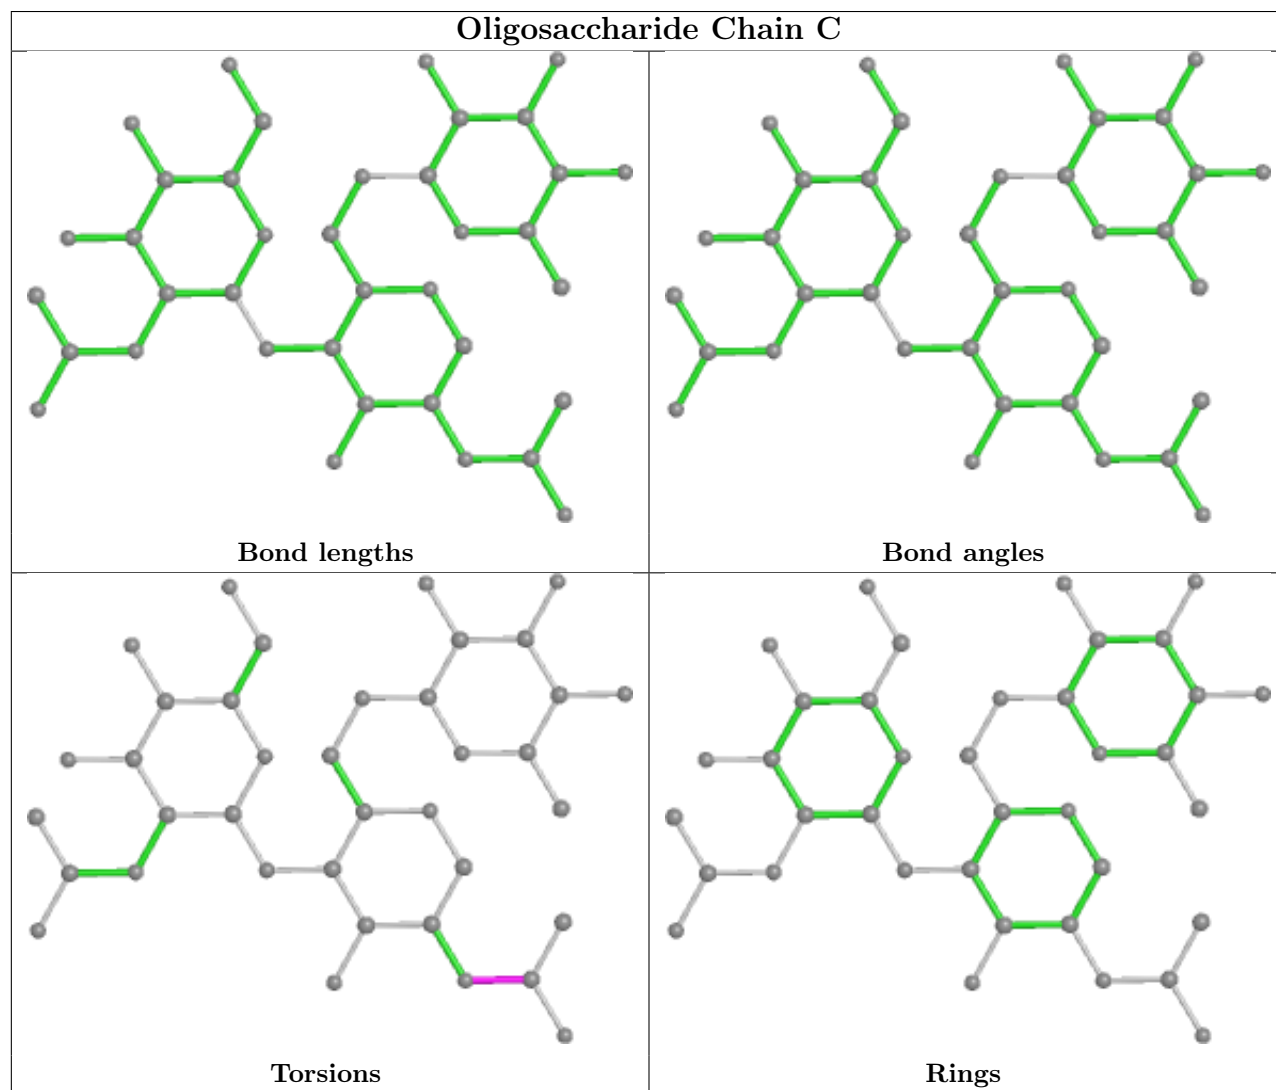 Oligosaccharide Chain C
Bond lengths
Bond angles
Torsions
Rings